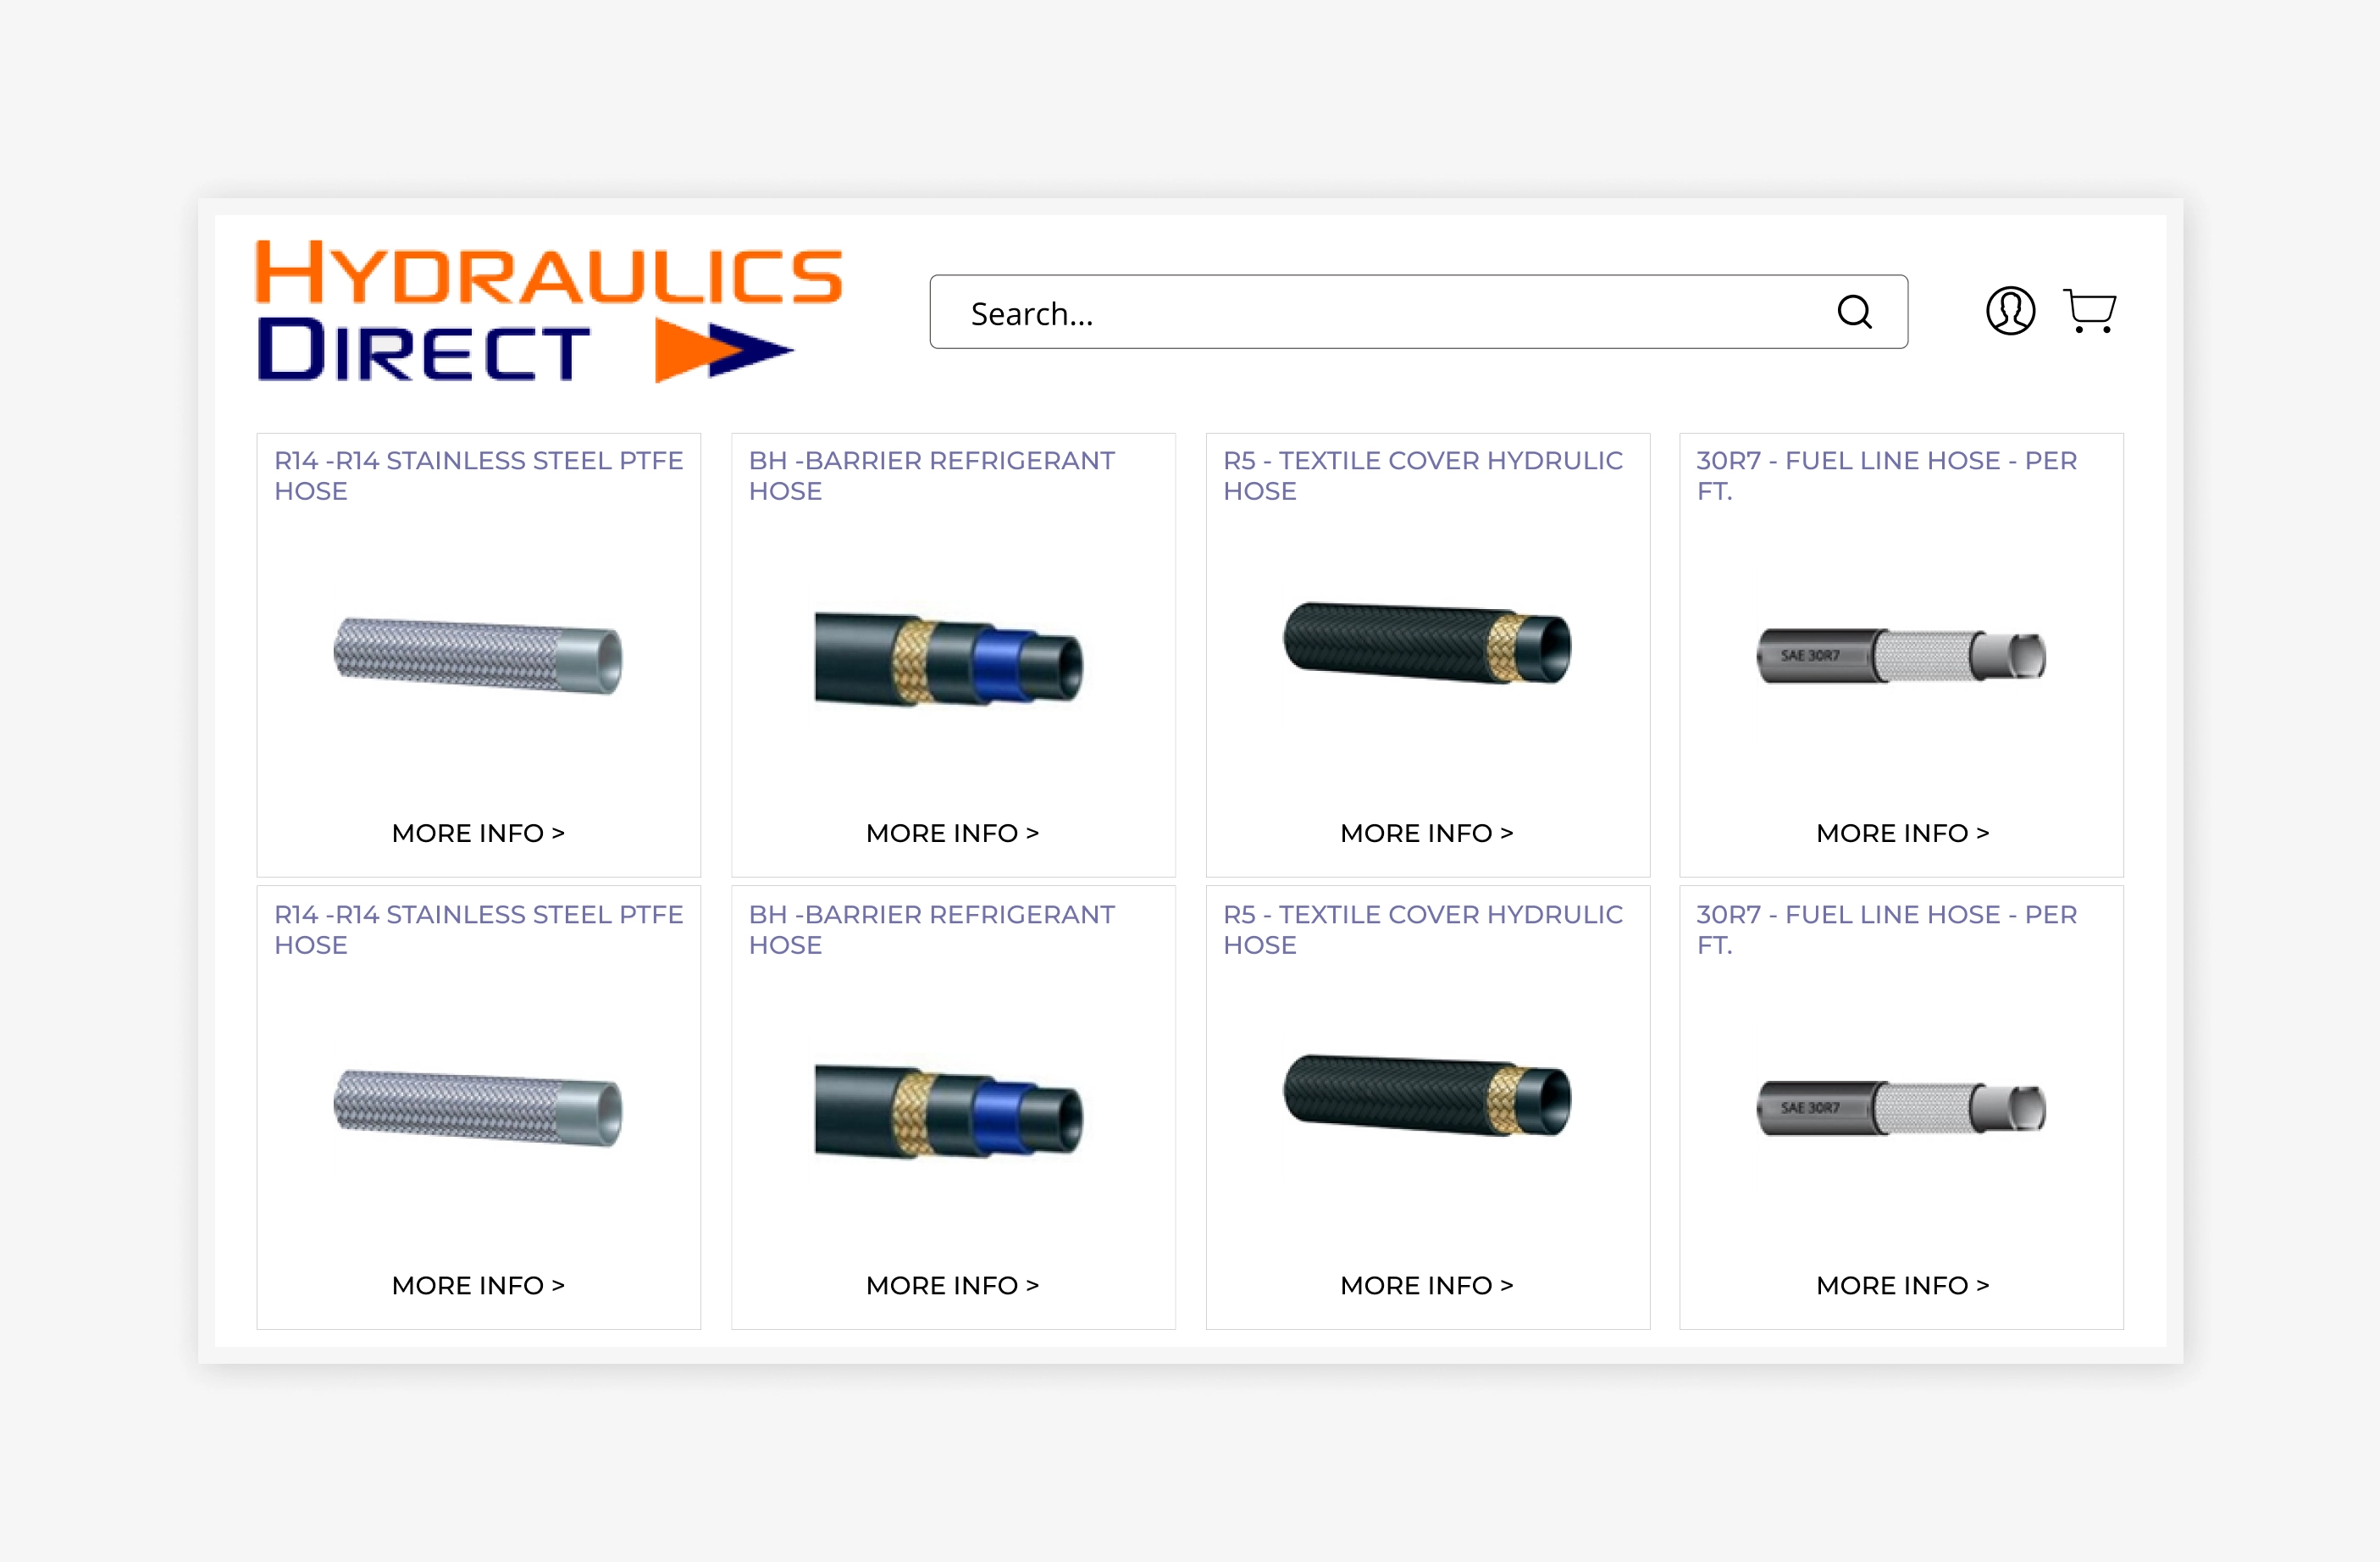 HYDRAULICS
DIRECT
Search...
R14 -R14 STAINLESS STEEL PTFE
HOSE
BH -BARRIER REFRIGERANT
HOSE
R5 - TEXTILE COVER HYDRULIC
HOSE
30R7 - FUEL LINE HOSE - PER
FT.
SAE 30R7
MORE INFO >
MORE INFO >
MORE INFO >
MORE INFO >
R14 -R14 STAINLESS STEEL PTFE
HOSE
BH -BARRIER REFRIGERANT
HOSE
R5 - TEXTILE COVER HYDRULIC
HOSE
30R7 - FUEL LINE HOSE - PER
FT.
SAE 30R7
MORE INFO >
MORE INFO >
MORE INFO >
MORE INFO >